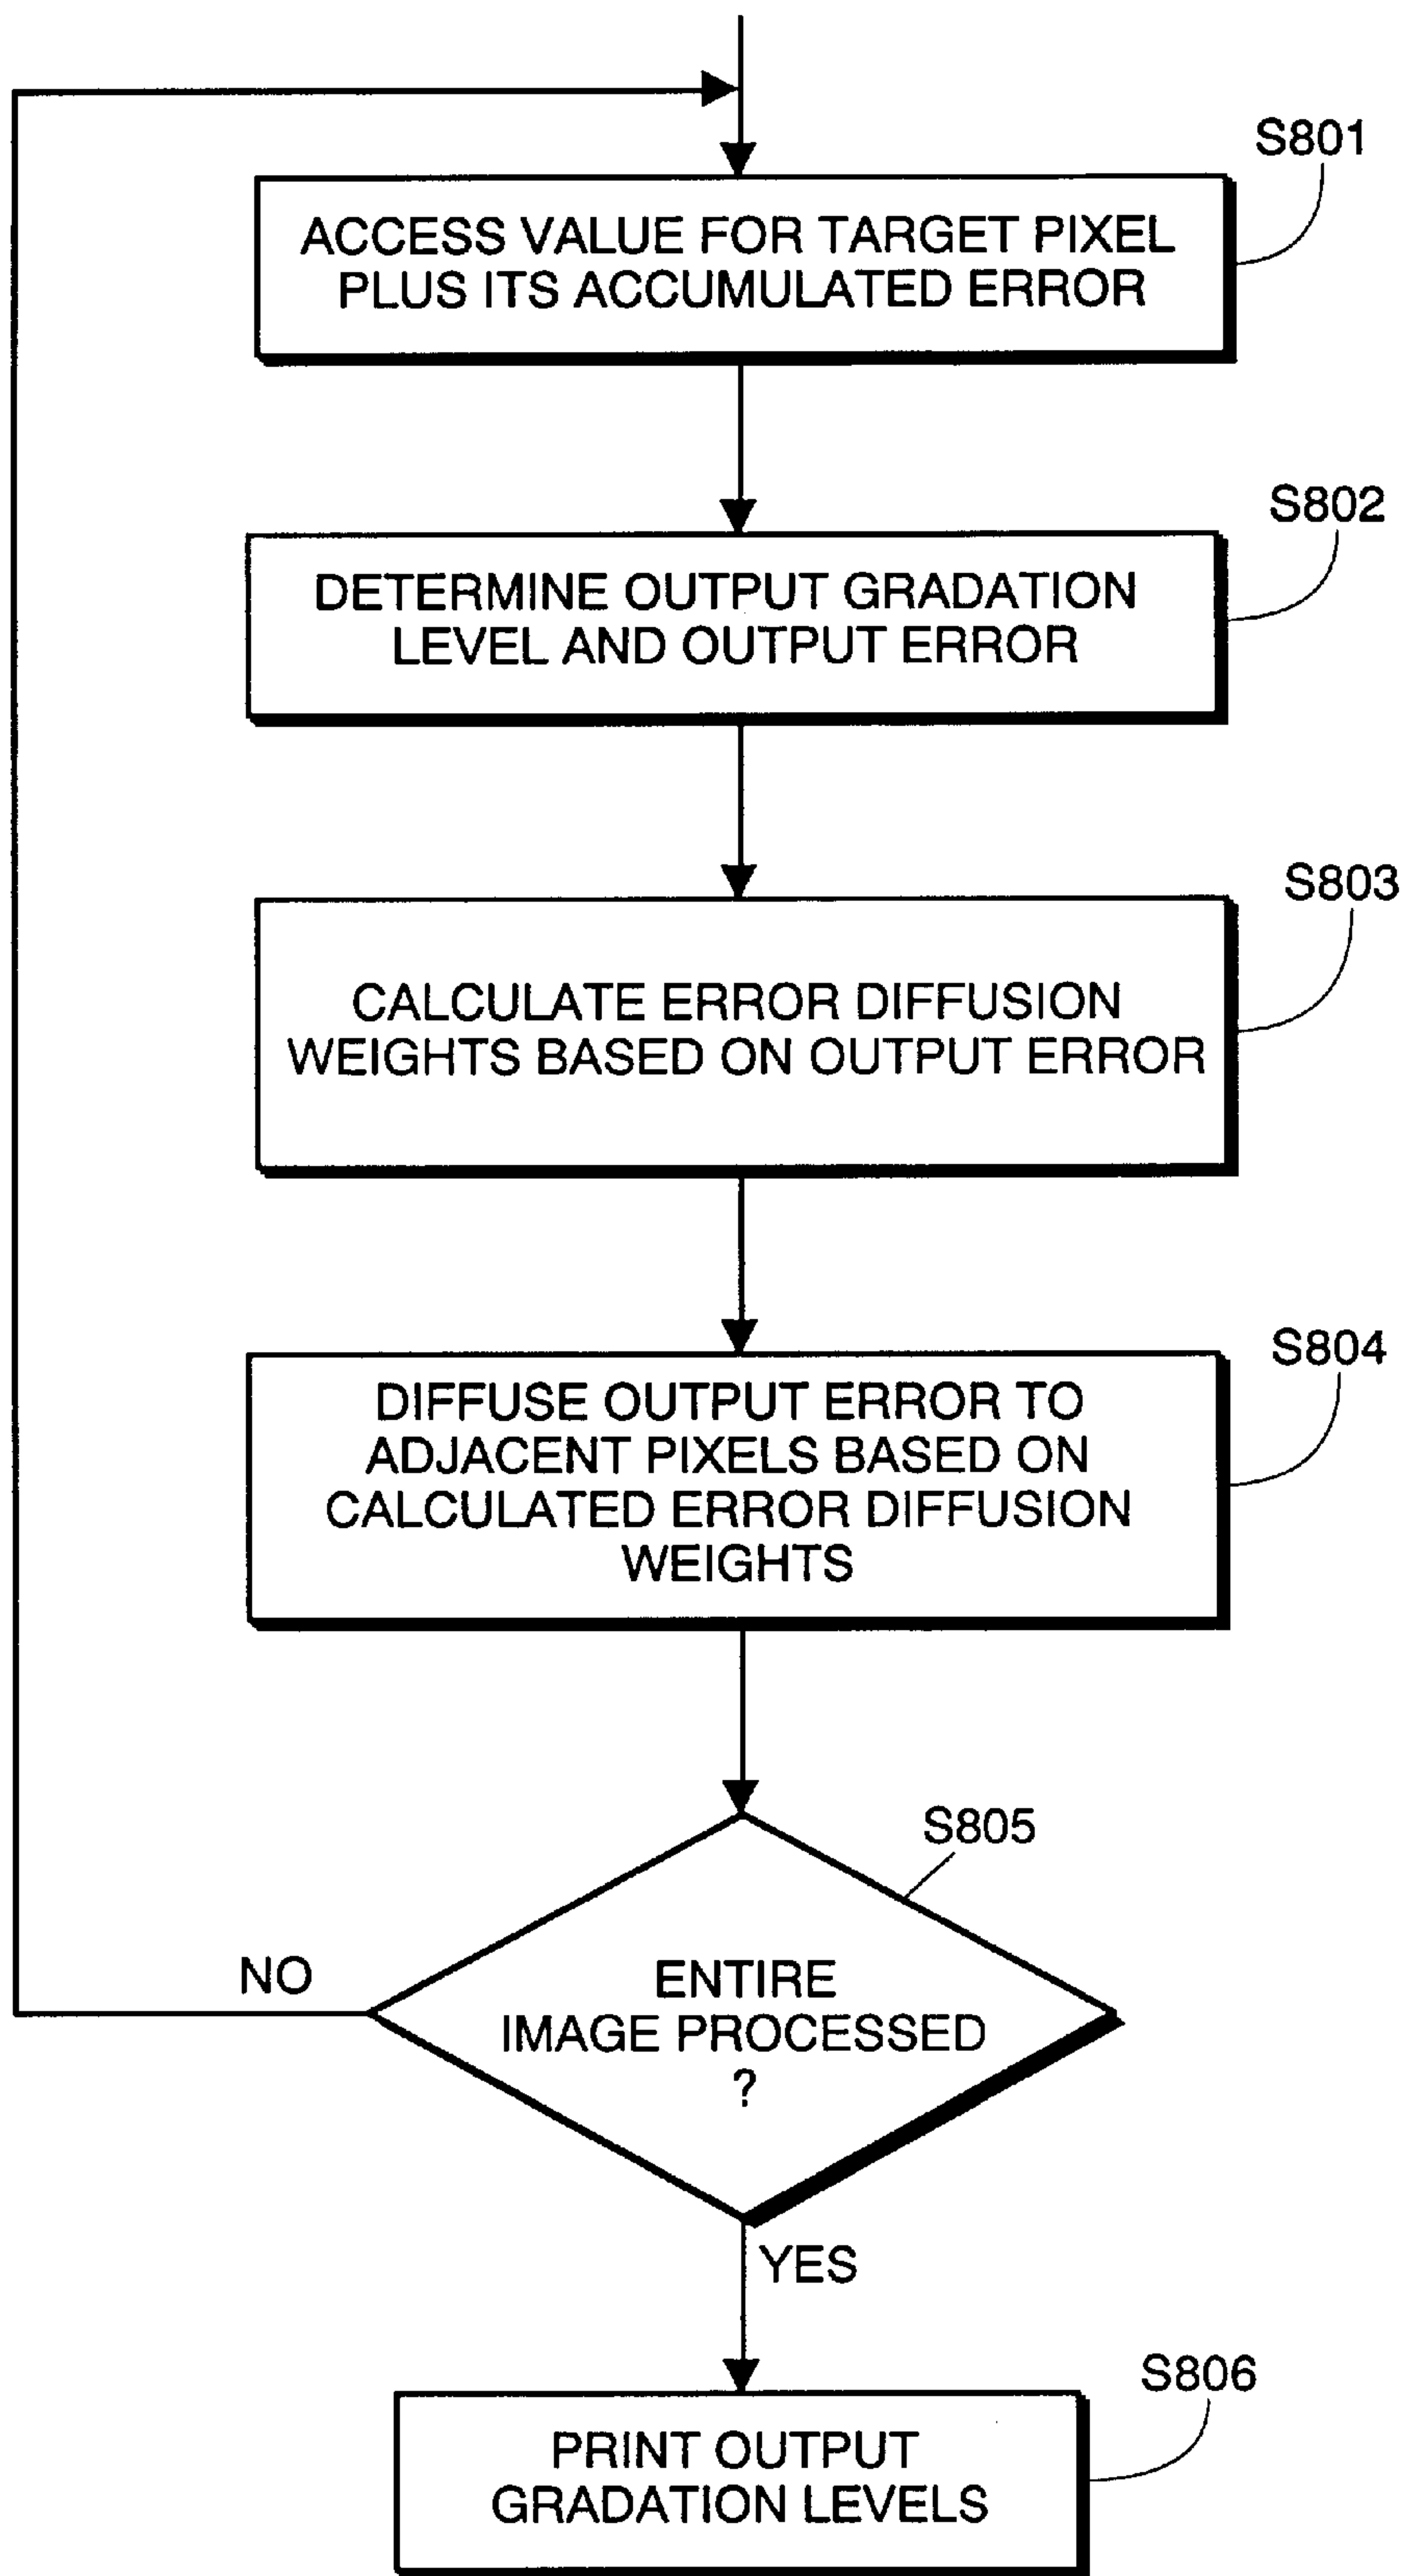 S801
ACCESS VALUE FOR TARGET PIXEL
PLUS ITS ACCUMULATED ERROR
S802
DETERMINE OUTPUT GRADATION
LEVEL AND OUTPUT ERROR
S803
CALCULATE ERROR DIFFUSION
WEIGHTS BASED ON OUTPUT ERROR
S804
DIFFUSE OUTPUT ERROR TO
ADJACENT PIXELS BASED ON
CALCULATED ERROR DIFFUSION
WEIGHTS
S805
NO
ENTIRE
IMAGE PROCESSED
?
YES
S806
PRINT OUTPUT
GRADATION LEVELS